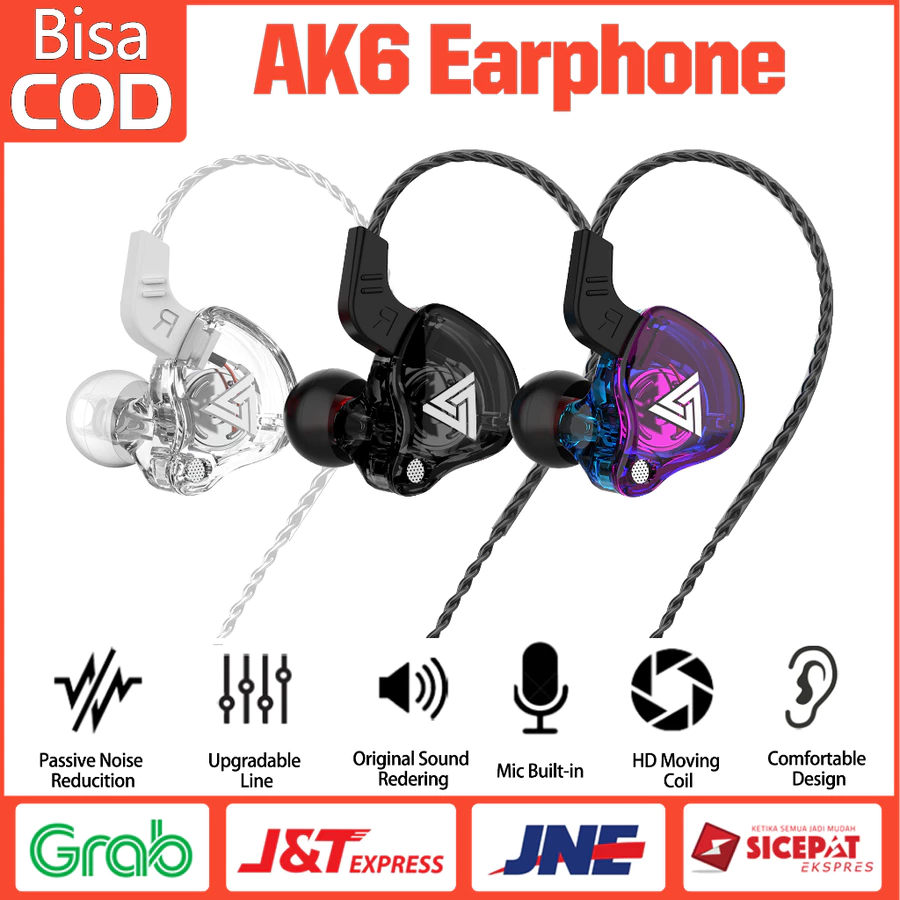 Bisa
COD
AK6 Earphone
R
R
R
Passive Noise
Reducition
Upgradable
Line
Original Sound
Redering
Mic Built-in
HD Moving
Coil
Comfortable
Design
Grab
J&T EXPRESS
JNE
KETIKA SEMUA JADI MUDAH
SICEPAT
EKSPRES